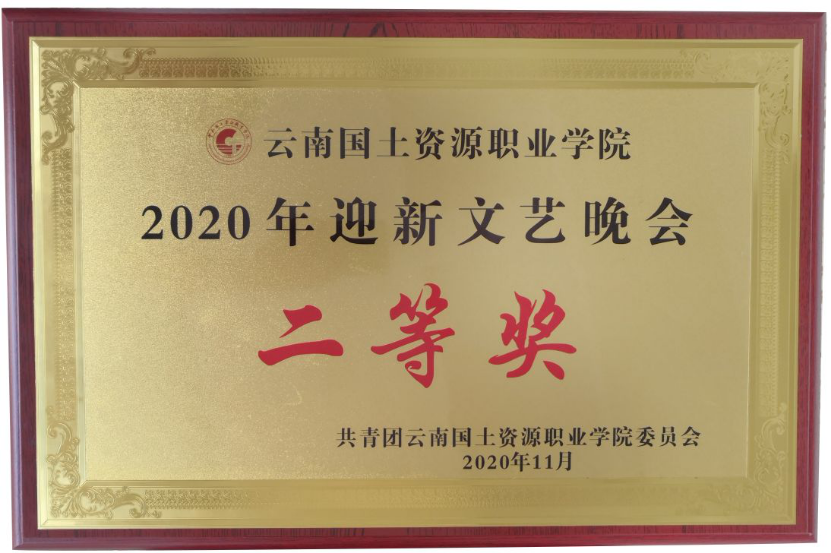 云南国土资源职业学院
2020年迎新文艺晚会
二等奖
共青团云南国土资源职业学院委员会
2020年11月